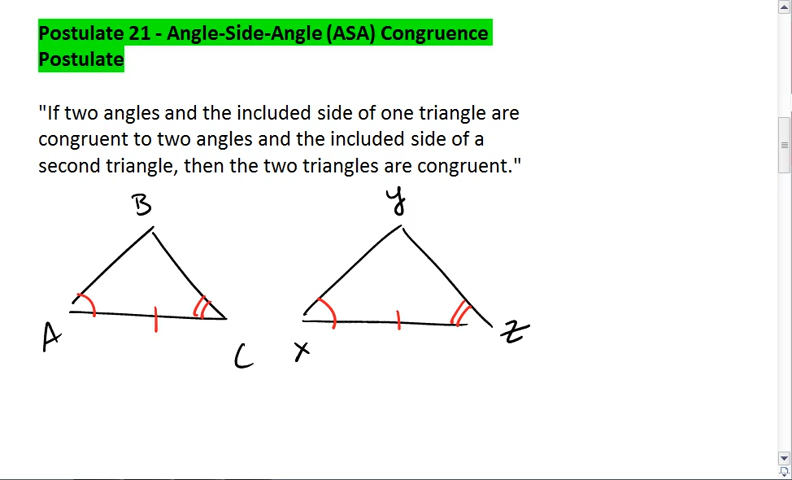 Postulate 21 - Angle-Side-Angle (ASA) Congruence
Postulate
"If two angles and the included side of one triangle are
congruent to two angles and the included side of a
second triangle, then the two triangles are congruent."
B y
A C x z